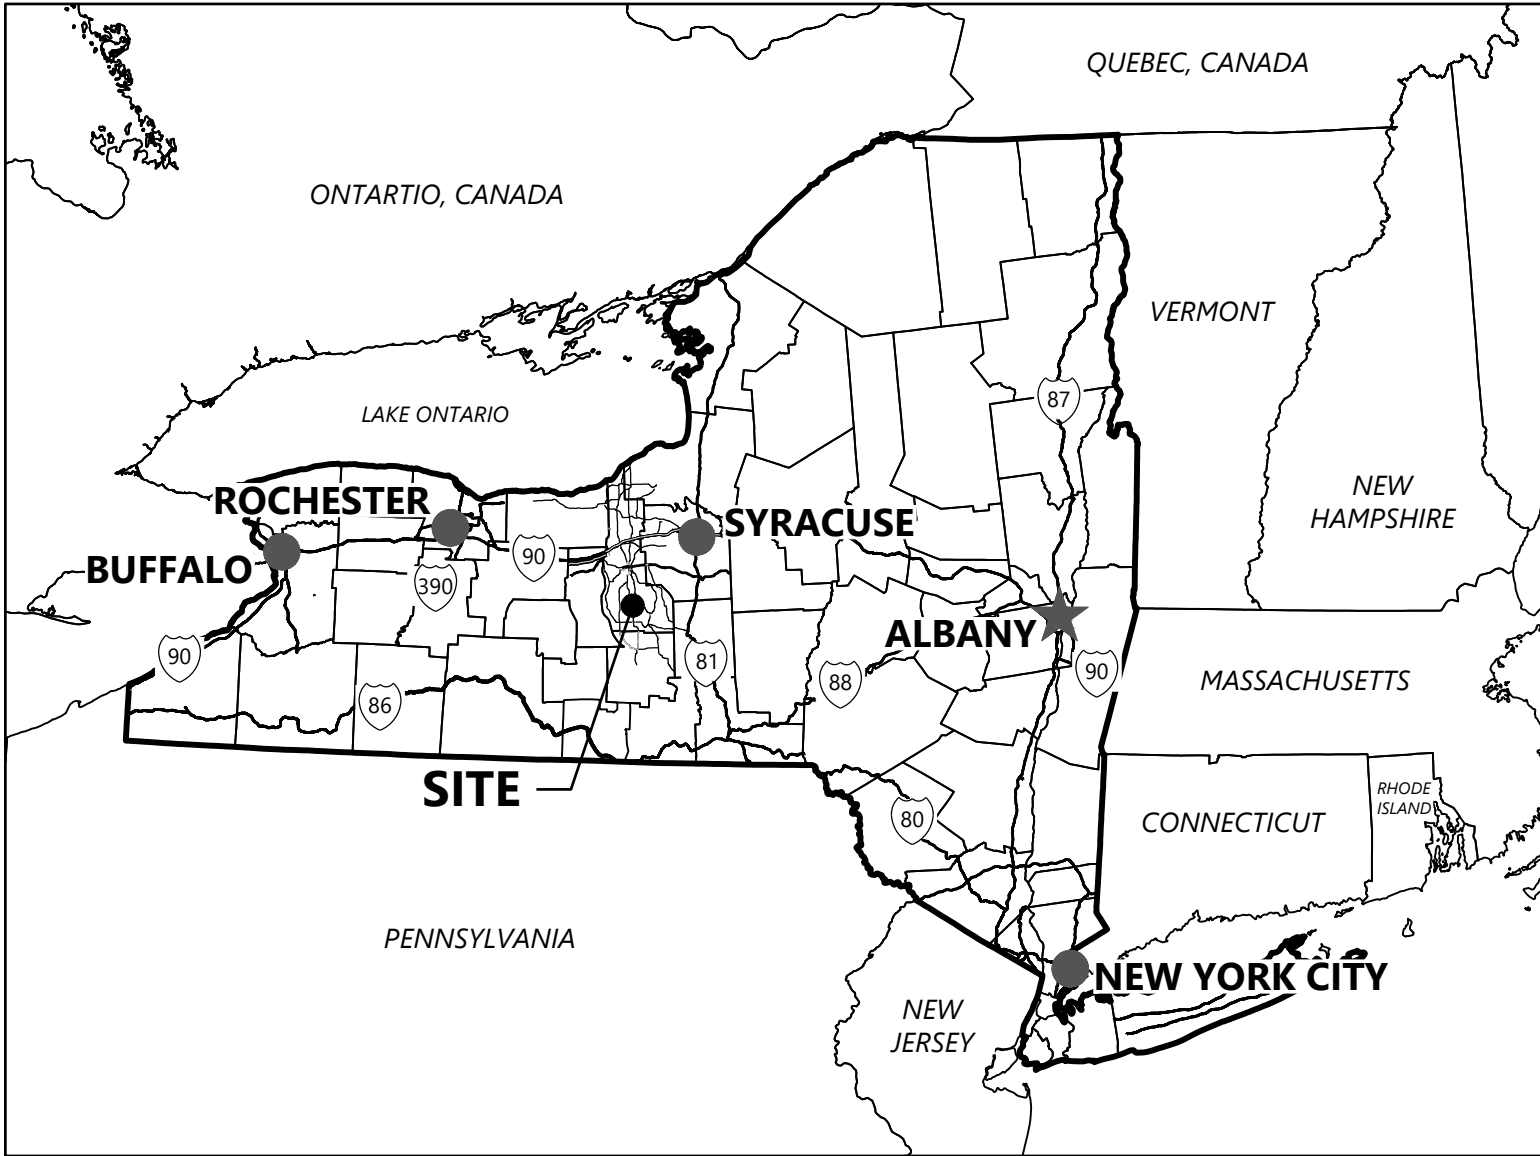 QUEBEC, CANADA
ONTARTIO, CANADA
VERMONT
87
LAKE ONTARIO
NEW
HAMPSHIRE
ROCHESTER
SYRACUSE
90
BUFFALO
390
ALBANY
90
81
90
88
MASSACHUSETTS
86
SITE
RHODE
ISLAND
80
CONNECTICUT
PENNSYLVANIA
NEW YORK CITY
NEW
JERSEY